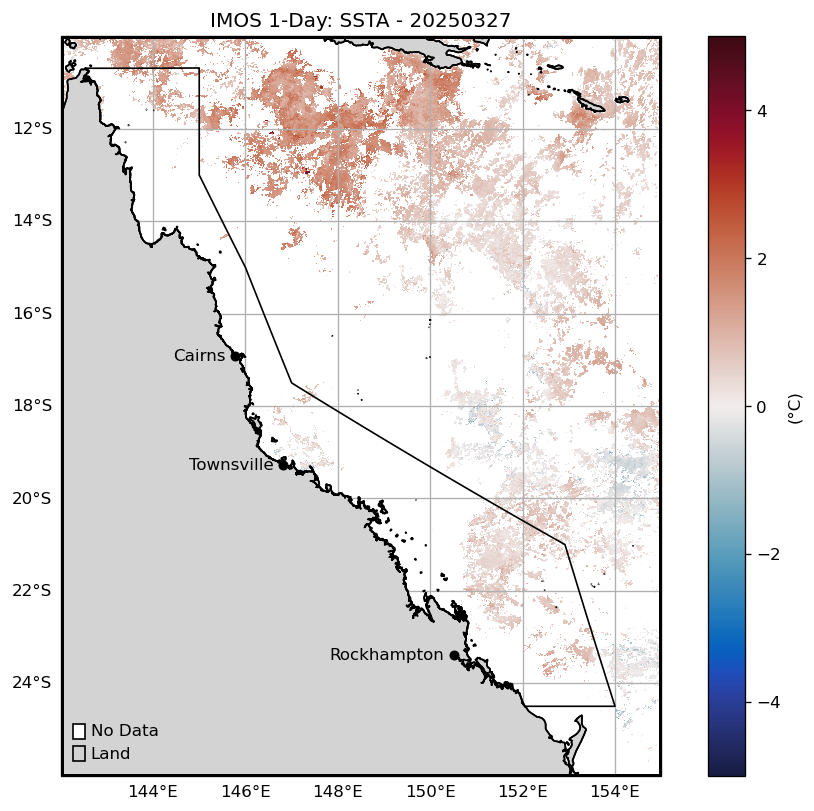 IMOS 1-Day: SSTA - 20250327
12°S
14°S
16°S
18°S
20°S
22°S
24°S
Cairns
Townsville
Rockhampton
No Data
Land
144°E 146°E 148°E 150°E 152°E 154°E
4
2
0
−2
−4
(°C)